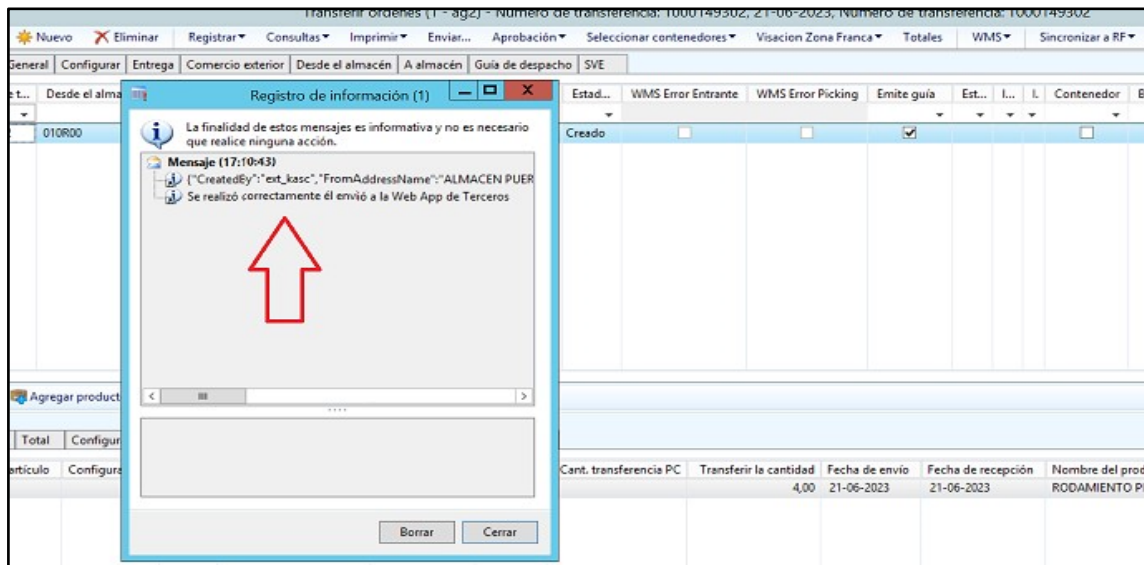 Transferir órdenes (1 - ag2) - Número de transferencia: 1000149302, 21-06-2023, Número de transferencia: 1000149302
Nuevo Eliminar Registrar Consultas Imprimir Enviar... Aprobación Seleccionar contenedores Visacion Zona Franca Totales WMS Sincronizar a RF
General Configurar Entrega Comercio exterior Desde el almacén A almacén Guía de despacho SVE
Desde el alma Estad... WMS Error Entrante WMS Error Picking Emite guía Est... I... I. Contenedor
010R00 Creado
Registro de información (1)
La finalidad de estos mensajes es informativa y no es necesario
que realice ninguna acción.
Mensaje (17:10:43)
{"CreatedBy":"ext_kasc","FromAddressName":"ALMACEN PUER
Se realizó correctamente él envió a la Web App de Terceros
Agregar product
Total Configur
artículo Configura Cant. transferencia PC Transferir la cantidad Fecha de envío Fecha de recepción Nombre del prod
4,00 21-06-2023 21-06-2023 RODAMIENTO P
Borrar Cerrar